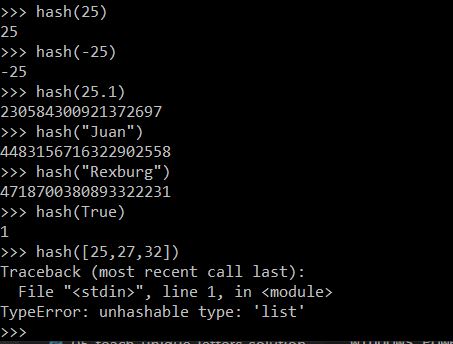 >>> hash(25)
25
>>> hash(-25)
-25
>>> hash(25.1)
230584300921372697
>>> hash("Juan")
4483156716322902558
>>> hash("Rexburg")
4718700380893322231
>>> hash(True)
1
>>> hash([25,27,32])
Traceback (most recent call last):
  File "<stdin>", line 1, in <module>
TypeError: unhashable type: 'list'
>>>